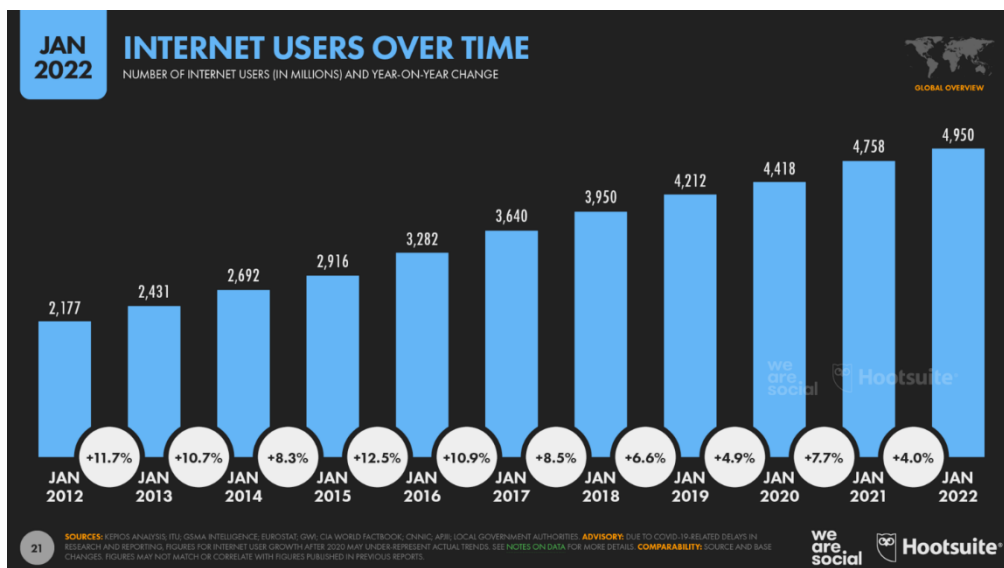 JAN
2022
INTERNET USERS OVER TIME
NUMBER OF INTERNET USERS (IN MILLIONS) AND YEAR-ON-YEAR CHANGE
GLOBAL OVERVIEW
2,177
2,431
2,692
2,916
3,282
3,640
3,950
4,212
4,418
4,758
4,950
we
are
social
Hootsuite®
+11.7%
+10.7%
+8.3%
+12.5%
+10.9%
+8.5%
+6.6%
+4.9%
+7.7%
+4.0%
JAN
2012
JAN
2013
JAN
2014
JAN
2015
JAN
2016
JAN
2017
JAN
2018
JAN
2019
JAN
2020
JAN
2021
JAN
2022
21
SOURCES: KEPIOS ANALYSIS; ITU; GSMA INTELLIGENCE; EUROSTAT; GWI; CIA WORLD FACTBOOK; CNNIC; APJII; LOCAL GOVERNMENT AUTHORITIES. ADVISORY: DUE TO COVID-19-RELATED DELAYS IN
RESEARCH AND REPORTING, FIGURES FOR INTERNET USER GROWTH AFTER 2020 MAY UNDER-REPRESENT ACTUAL TRENDS. SEE NOTES ON DATA FOR MORE DETAILS. COMPARABILITY: SOURCE AND BASE
CHANGES. FIGURES MAY NOT MATCH OR CORRELATE WITH FIGURES PUBLISHED IN PREVIOUS REPORTS.
we
are
social
Hootsuite®